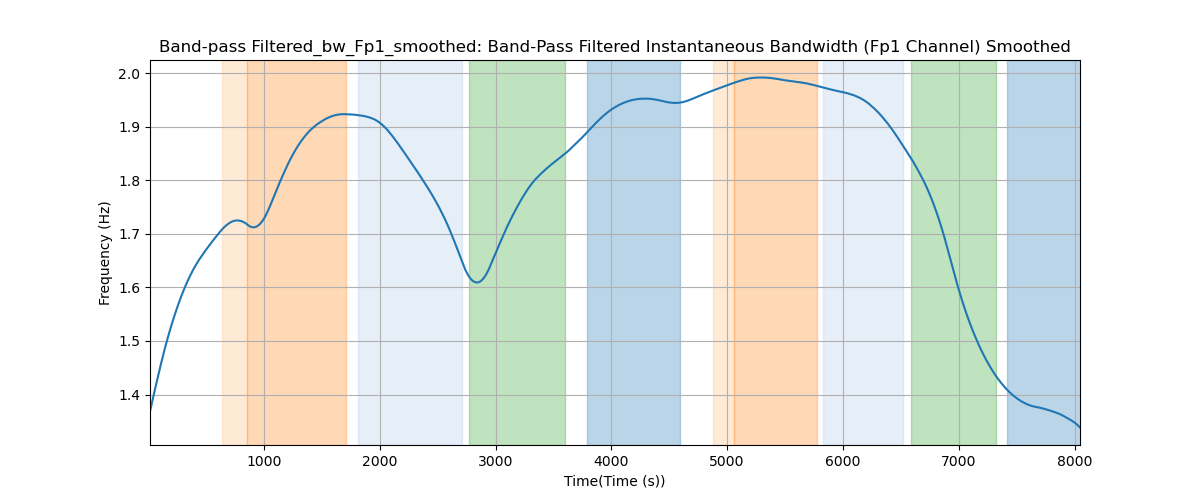 Band-pass Filtered_bw_Fp1_smoothed: Band-Pass Filtered Instantaneous Bandwidth (Fp1 Channel) Smoothed
Frequency (Hz)
2.0
1.9
1.8
1.7
1.6
1.5
1.4
1000 2000 3000 4000 5000 6000 7000 8000
Time(Time (s))